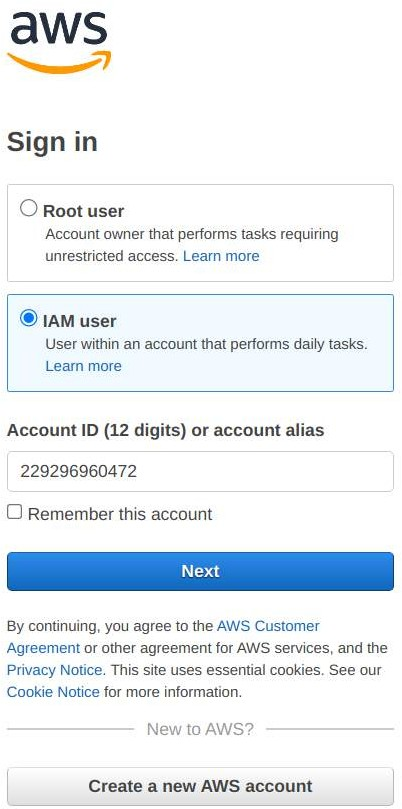 aws
Sign in
Root user
Account owner that performs tasks requiring
unrestricted access. Learn more
IAM user
User within an account that performs daily tasks.
Learn more
Account ID (12 digits) or account alias
229296960472
Remember this account
Next
By continuing, you agree to the AWS Customer
Agreement or other agreement for AWS services, and the
Privacy Notice. This site uses essential cookies. See our
Cookie Notice for more information.
New to AWS?
Create a new AWS account